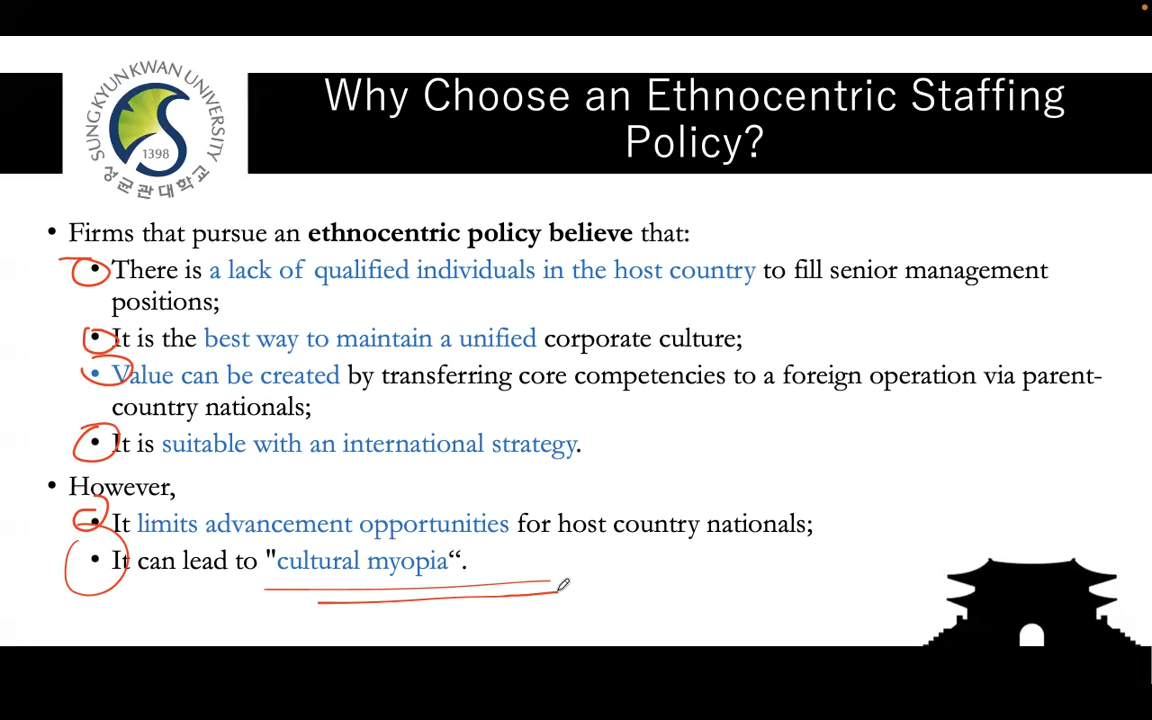 SUNGKYUNKWAN UNIVERSITY
1398
성균관대학교
Why Choose an Ethnocentric Staffing
Policy?
• Firms that pursue an ethnocentric policy believe that:
• There is a lack of qualified individuals in the host country to fill senior management
positions;
• It is the best way to maintain a unified corporate culture;
• Value can be created by transferring core competencies to a foreign operation via parent-
country nationals;
• It is suitable with an international strategy.
• However,
• It limits advancement opportunities for host country nationals;
• It can lead to "cultural myopia“.